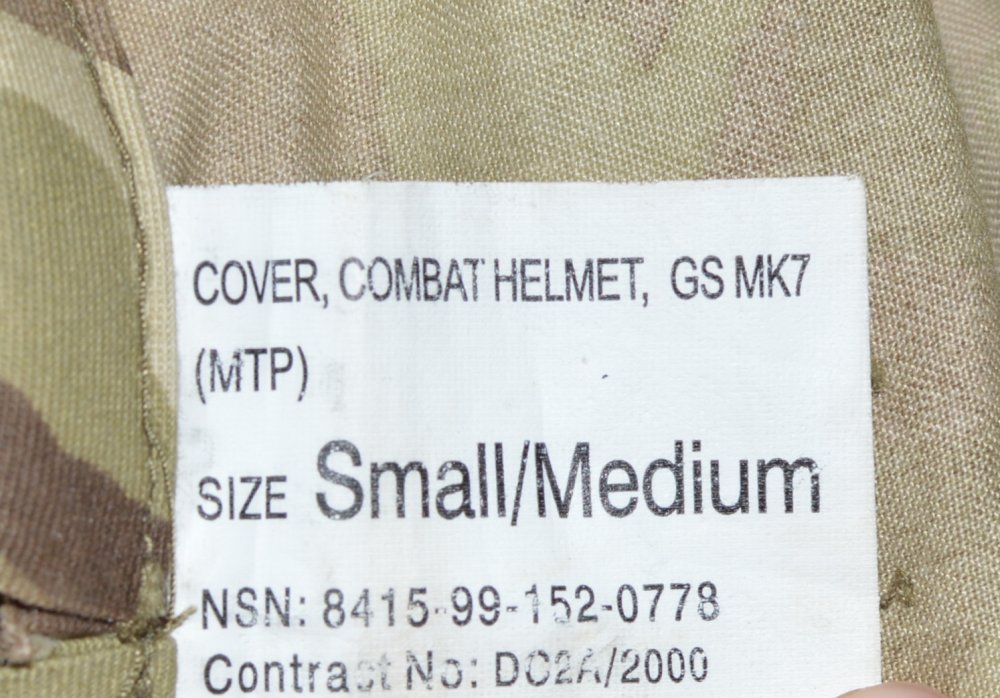 COVER, COMBAT HELMET, GS MK7
(MTP)
SIZE Small/Medium
NSN: 8415-99-152-0778
Contract No: DC2A/2000